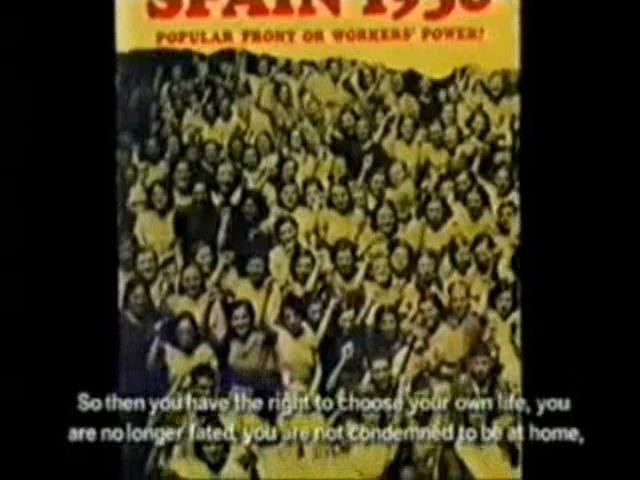 SPAIN 1936
POPULAR FRONT OR WORKERS' POWER?
So then you have the right to choose your own life, you
are no longer fated, you are not condemned to be at home,